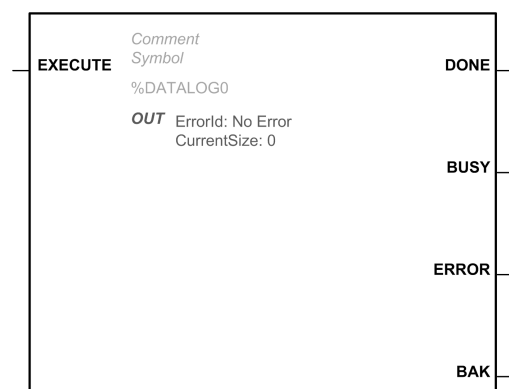 Comment
EXECUTE
Symbol
DONE
%DATALOG0
OUT ErrorId: No Error
CurrentSize: 0
BUSY
ERROR
BAK